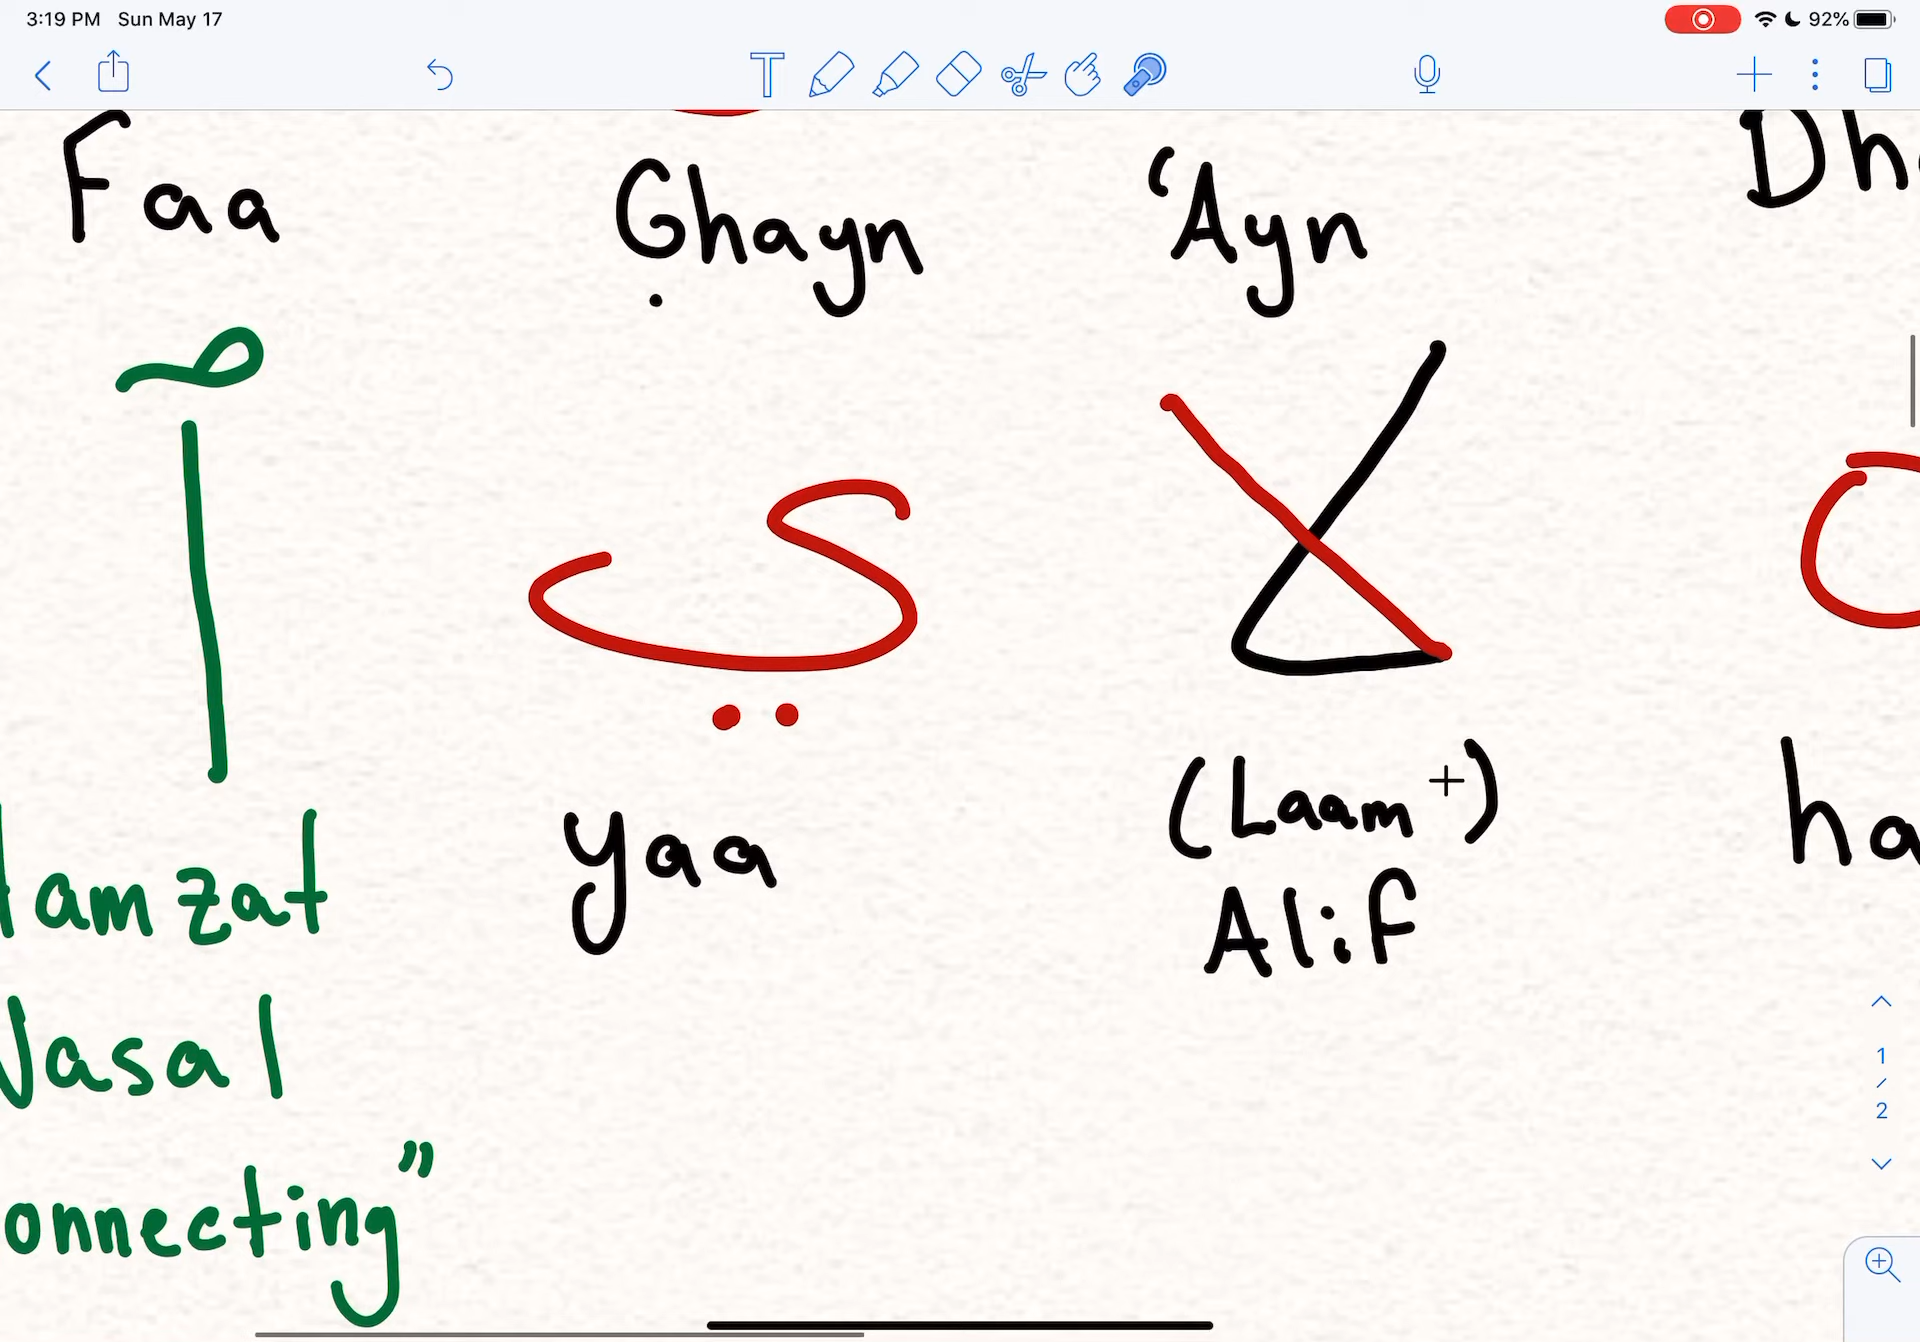 3:19 PM Sun May 17
92%
Faa
Ghayn
‘Ayn
Dh
ٱ
ي
لا
yaa
(Laam +)
Alif
ha
amzat
asal
onnecting”
1
/
2